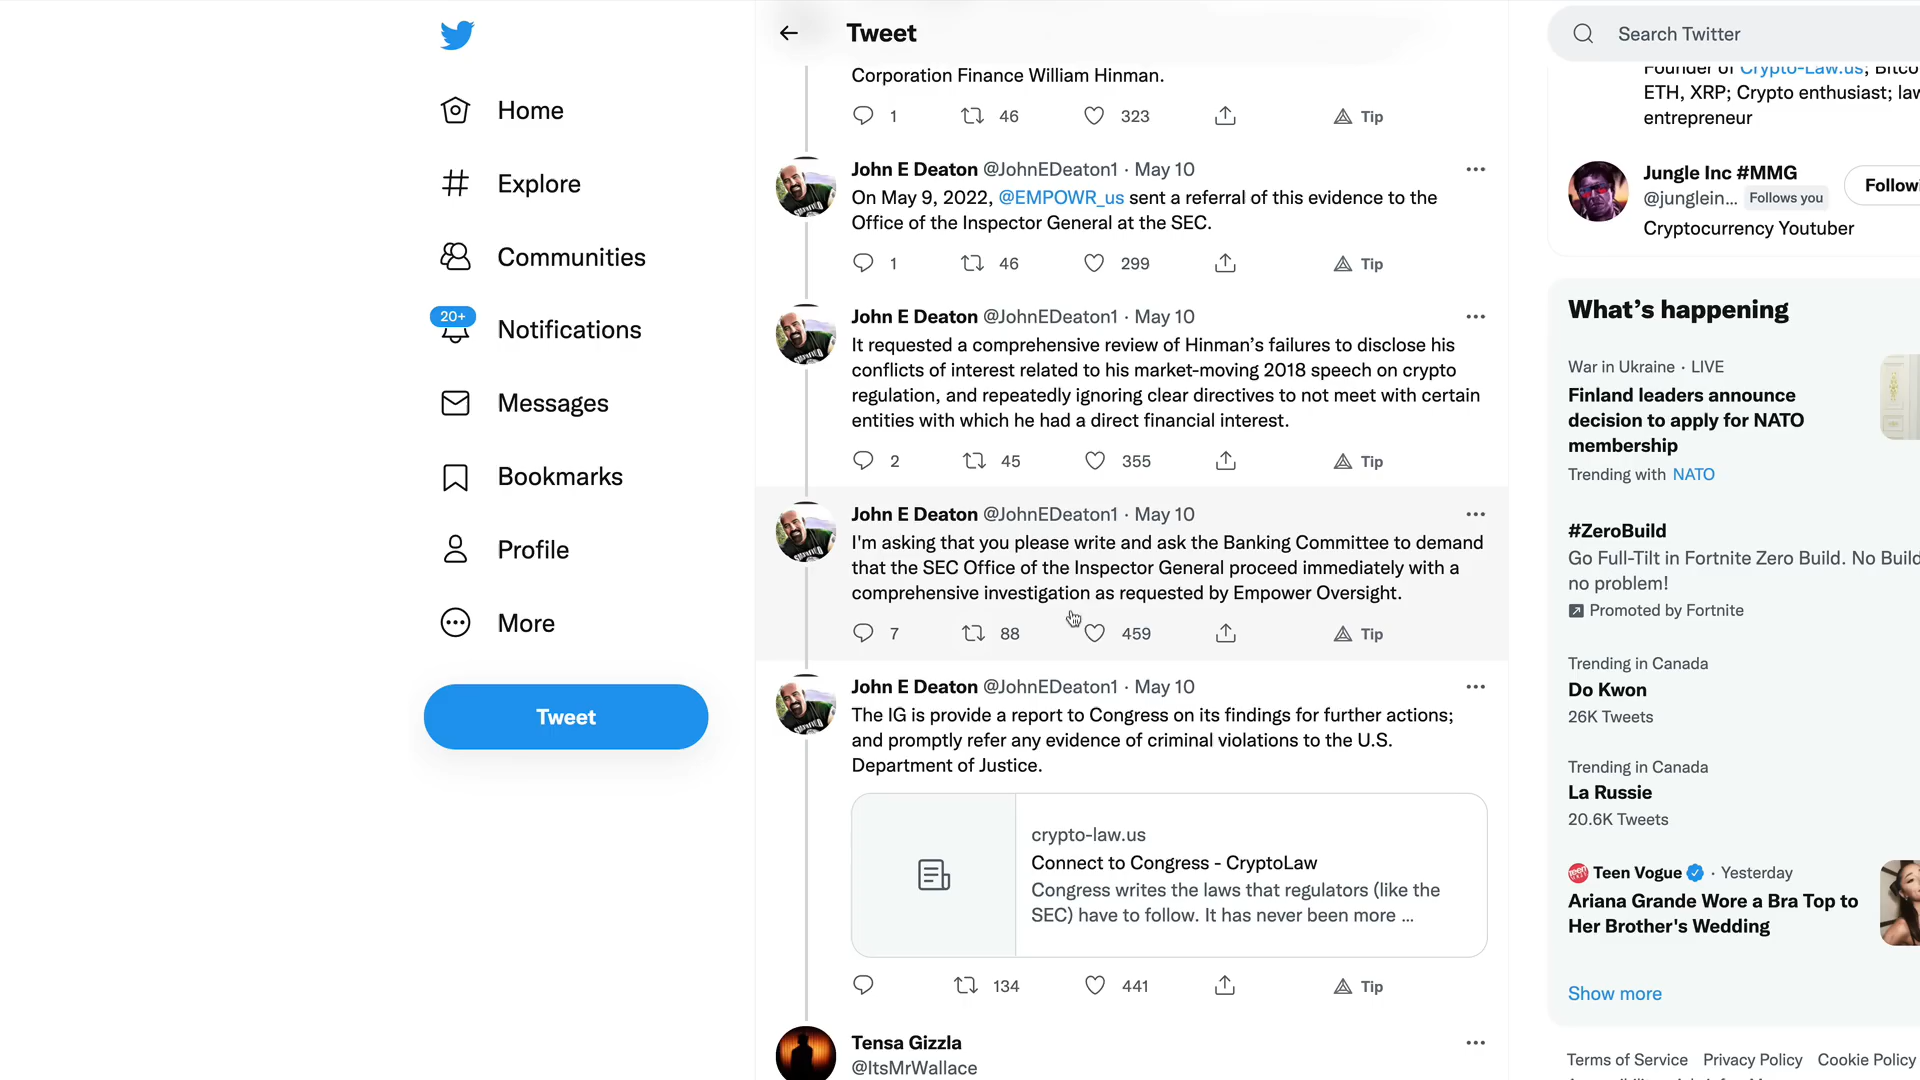 Home
Explore
Communities
20+
Notifications
Messages
Bookmarks
Profile
More
Tweet
Tweet
Corporation Finance William Hinman.
1 46 323 Tip
John E Deaton @JohnEDeaton1 · May 10
On May 9, 2022, @EMPOWR_us sent a referral of this evidence to the
Office of the Inspector General at the SEC.
1 46 299 Tip
John E Deaton @JohnEDeaton1 · May 10
It requested a comprehensive review of Hinman’s failures to disclose his
conflicts of interest related to his market-moving 2018 speech on crypto
regulation, and repeatedly ignoring clear directives to not meet with certain
entities with which he had a direct financial interest.
2 45 355 Tip
John E Deaton @JohnEDeaton1 · May 10
I'm asking that you please write and ask the Banking Committee to demand
that the SEC Office of the Inspector General proceed immediately with a
comprehensive investigation as requested by Empower Oversight.
7 88 459 Tip
John E Deaton @JohnEDeaton1 · May 10
The IG is provide a report to Congress on its findings for further actions;
and promptly refer any evidence of criminal violations to the U.S.
Department of Justice.
crypto-law.us
Connect to Congress - CryptoLaw
Congress writes the laws that regulators (like the
SEC) have to follow. It has never been more ...
134 441 Tip
Tensa Gizzla
@ItsMrWallace
Search Twitter
Founder of Crypto-Law.us; Bitco
ETH, XRP; Crypto enthusiast; law
entrepreneur
Jungle Inc #MMG
@junglein... Follows you
Followi
Cryptocurrency Youtuber
What’s happening
War in Ukraine · LIVE
Finland leaders announce
decision to apply for NATO
membership
Trending with NATO
#ZeroBuild
Go Full-Tilt in Fortnite Zero Build. No Build
no problem!
Promoted by Fortnite
Trending in Canada
Do Kwon
26K Tweets
Trending in Canada
La Russie
20.6K Tweets
Teen Vogue · Yesterday
Ariana Grande Wore a Bra Top to
Her Brother's Wedding
Show more
Terms of Service Privacy Policy Cookie Policy